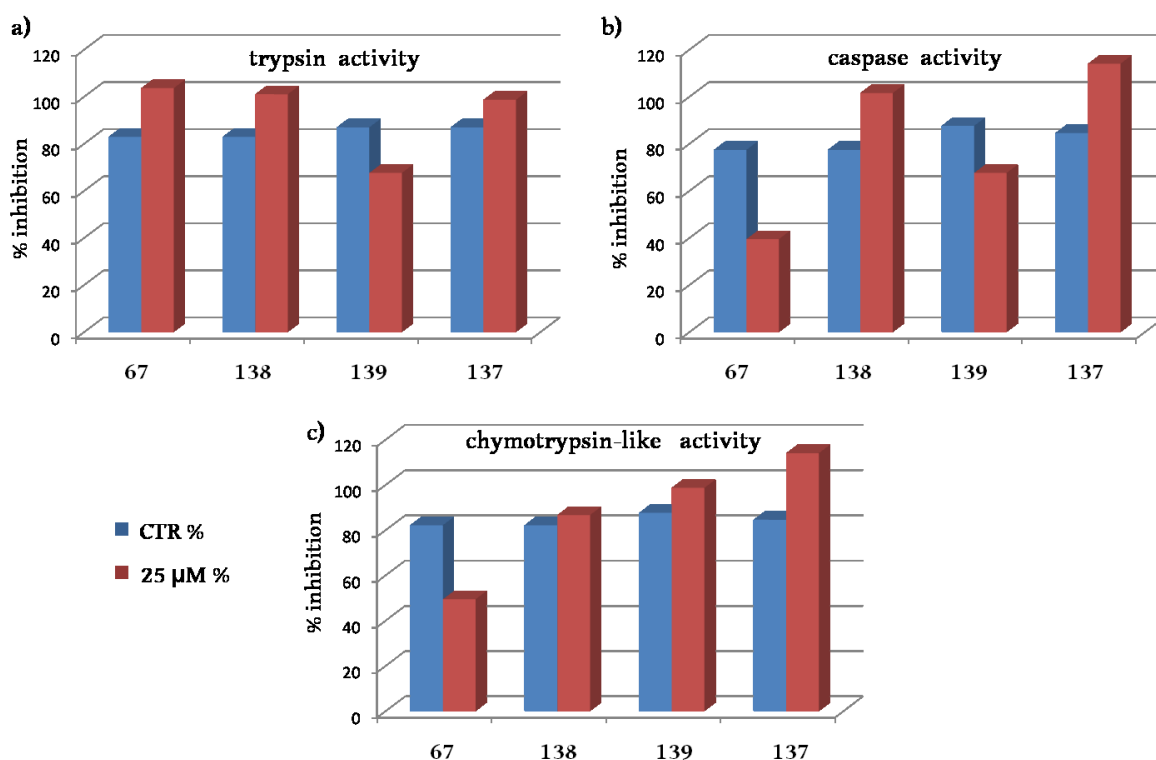 a)
trypsin activity
120
100
80
60
40
20
0
% inhibition
67 138 139 137
b)
caspase activity
120
100
80
60
40
20
0
% inhibition
67 138 139 137
c)
chymotrypsin-like activity
120
100
80
60
40
20
0
% inhibition
67 138 139 137
CTR %
25 μM %